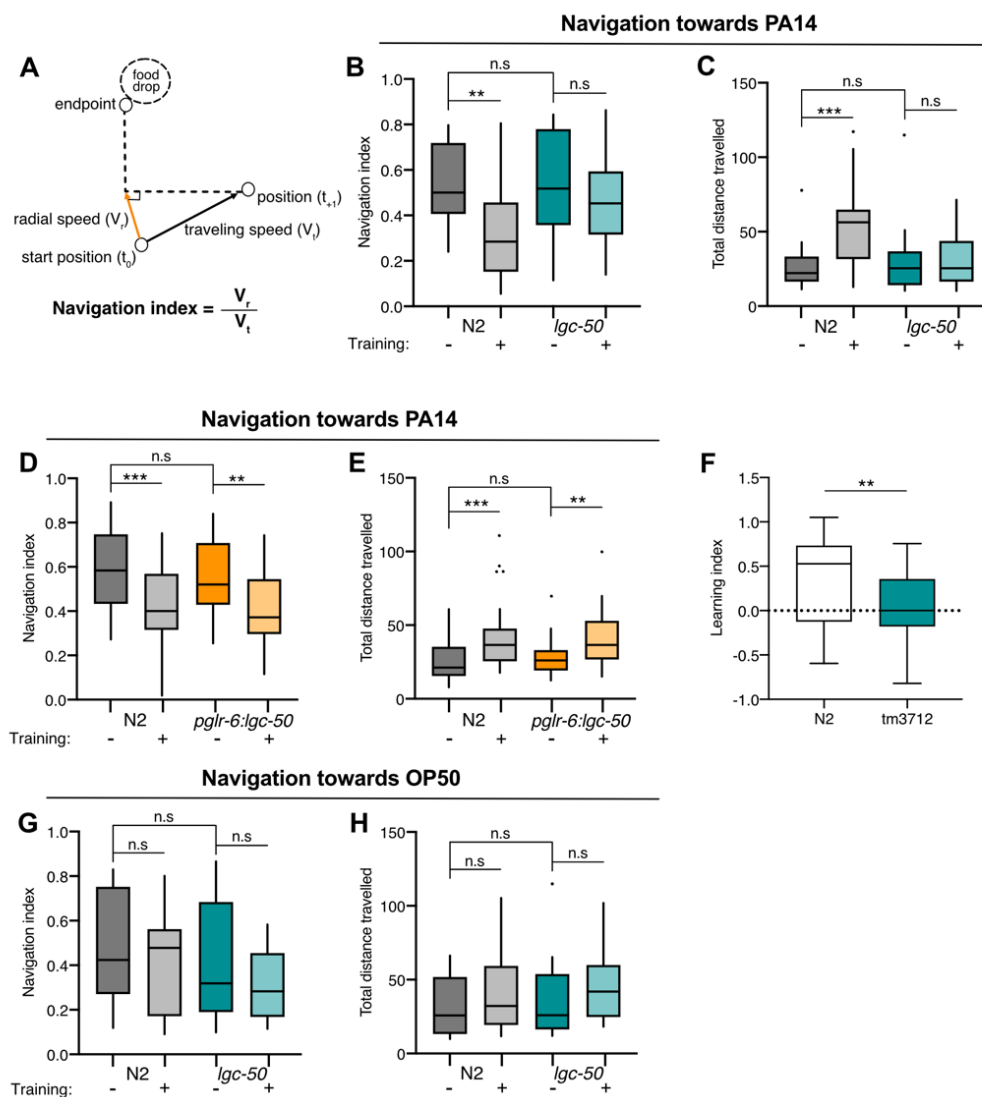 Navigation towards PA14
A
food
drop
endpoint
position (t+1)
radial speed (Vr)
traveling speed (Vt)
start position (t0)
Navigation index = Vr
Vt
B
n.s
**
n.s
1.0
0.8
0.6
0.4
0.2
0.0
Navigation index
N2
lgc-50
Training:
-
+
-
+
C
n.s
***
n.s
150
100
50
0
Total distance travelled
N2
lgc-50
-
+
-
+
Navigation towards PA14
D
n.s
***
**
1.0
0.8
0.6
0.4
0.2
0.0
Navigation index
N2
pglr-6:lgc-50
Training:
-
+
-
+
E
n.s
***
**
150
100
50
0
Total distance travelled
N2
pglr-6:lgc-50
-
+
-
+
F
**
1.5
1.0
0.5
0.0
-0.5
-1.0
Learning index
N2
tm3712
Navigation towards OP50
G
n.s
n.s
n.s
1.0
0.8
0.6
0.4
0.2
0.0
Navigation index
N2
lgc-50
Training:
-
+
-
+
H
n.s
n.s
n.s
150
100
50
0
Total distance travelled
N2
lgc-50
-
+
-
+